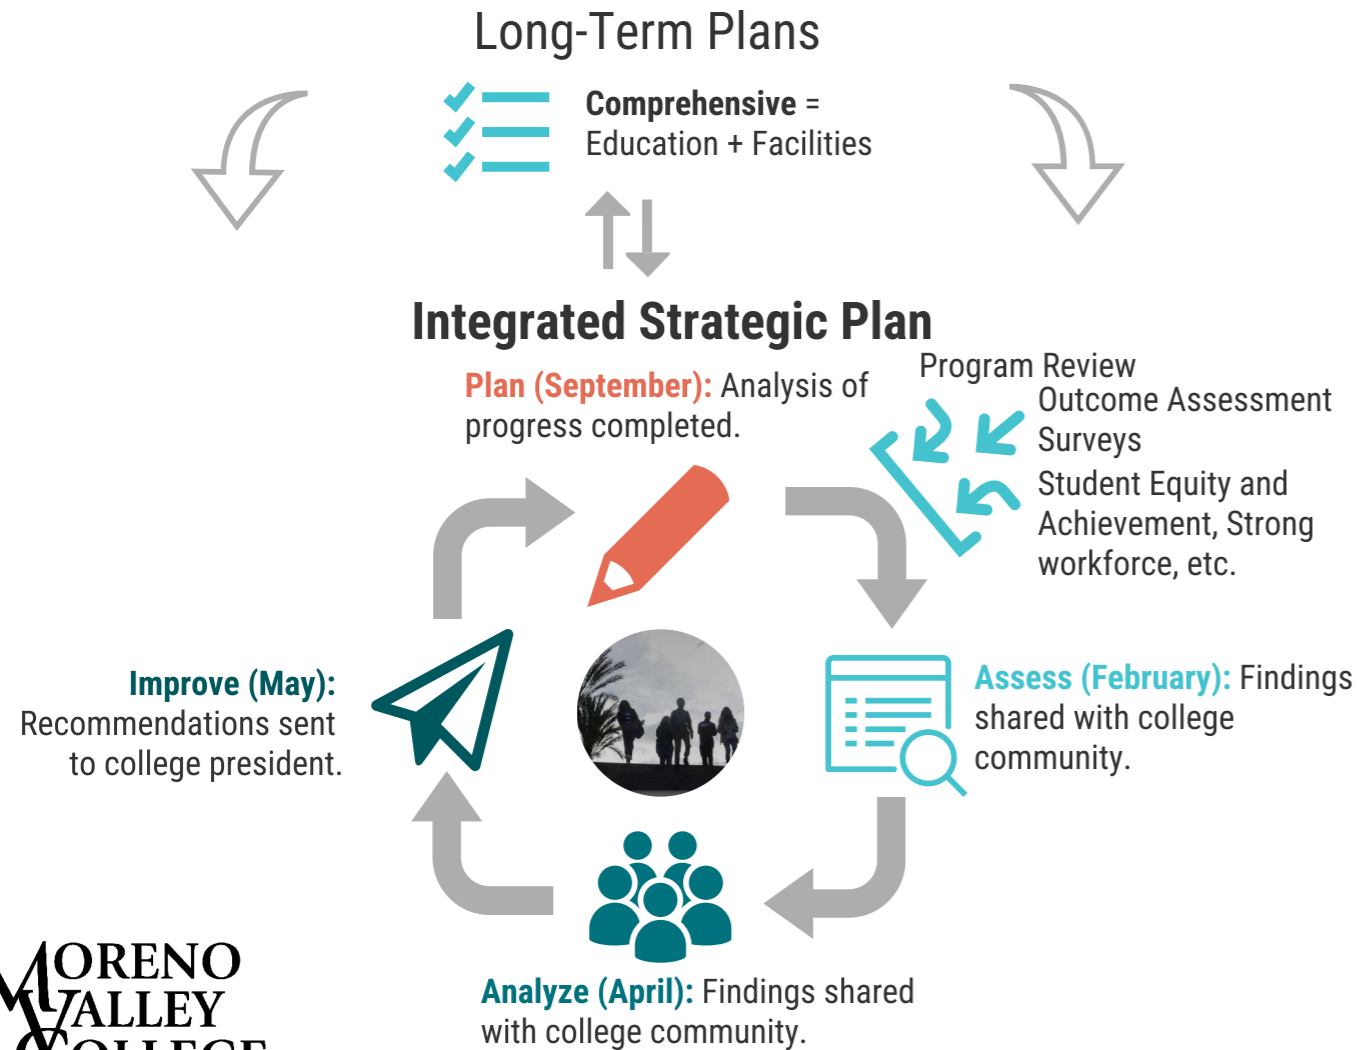 Long-Term Plans
Comprehensive =
Education + Facilities
Integrated Strategic Plan
Plan (September): Analysis of
progress completed.
Program Review
Outcome Assessment
Surveys
Student Equity and
Achievement, Strong
workforce, etc.
Assess (February): Findings
shared with college
community.
Improve (May):
Recommendations sent
to college president.
Analyze (April): Findings shared
with college community.
MORENO
VALLEY
COLLEGE